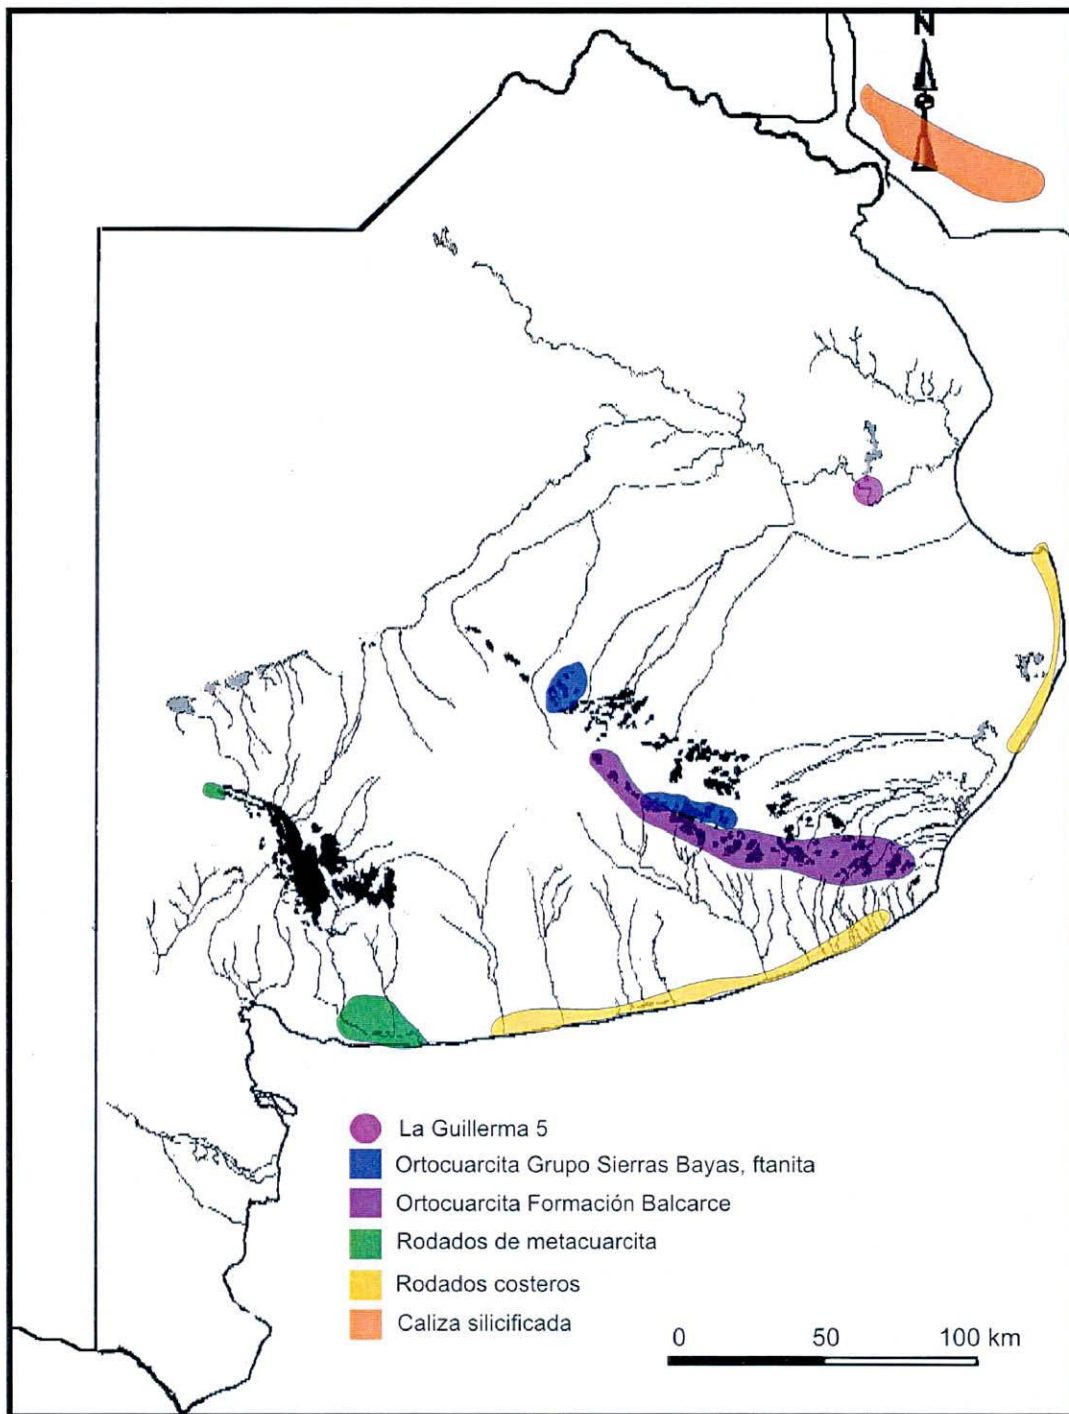 N
La Guillerma 5
Ortocuarcita Grupo Sierras Bayas, ftanita
Ortocuarcita Formación Balcarce
Rodados de metacuarcita
Rodados costeros
Caliza silicificada
0 50 100 km